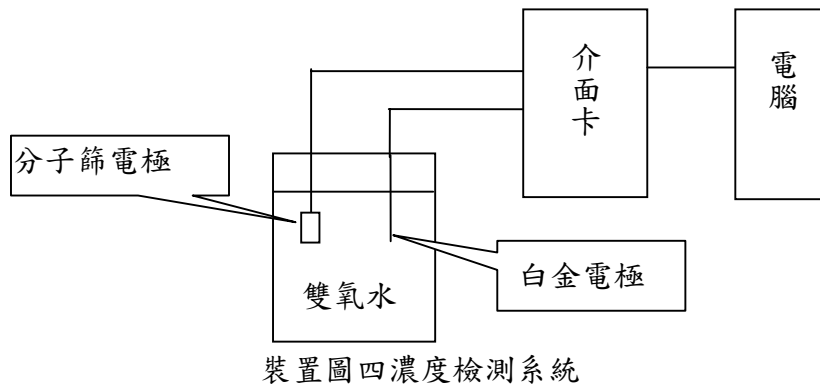 介面卡
電腦
分子篩電極
白金電極
雙氧水
裝置圖四濃度檢測系統